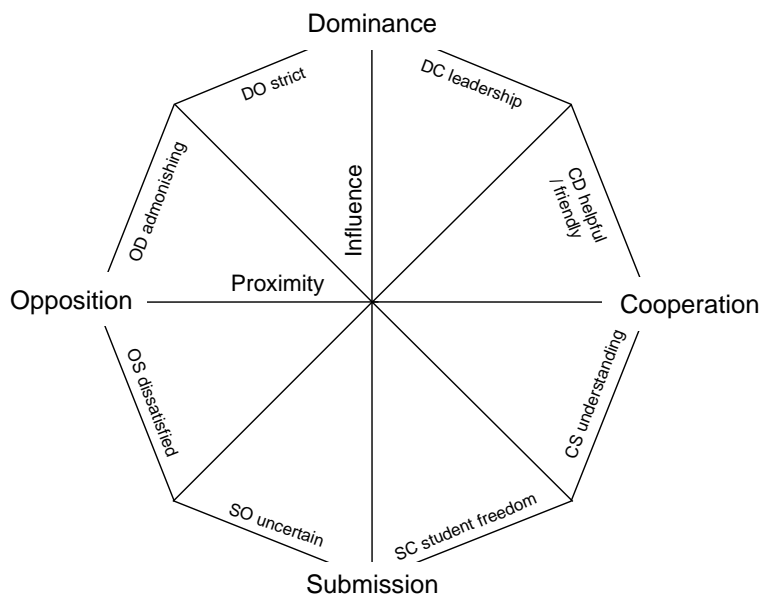 Dominance
DO strict
DC leadership
OD admonishing
Influence
CD helpful
/ friendly
Proximity
Opposition
Cooperation
OS dissatisfied
CS understanding
SO uncertain
SC student freedom
Submission